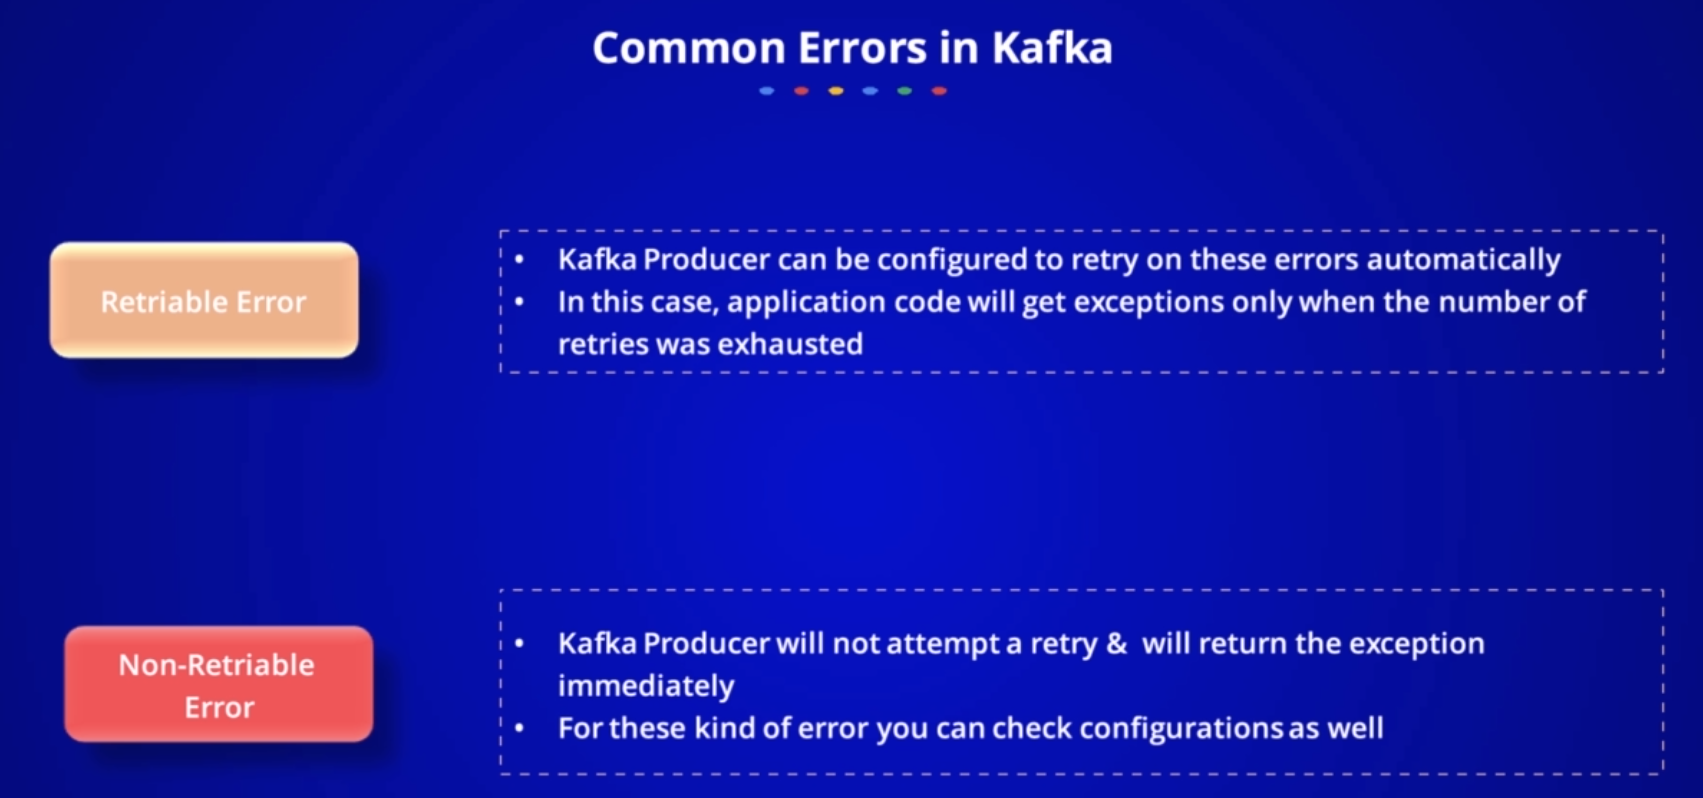 Common Errors in Kafka
Retriable Error
• Kafka Producer can be configured to retry on these errors automatically
• In this case, application code will get exceptions only when the number of
retries was exhausted
Non-Retriable
Error
• Kafka Producer will not attempt a retry & will return the exception
immediately
• For these kind of error you can check configurations as well